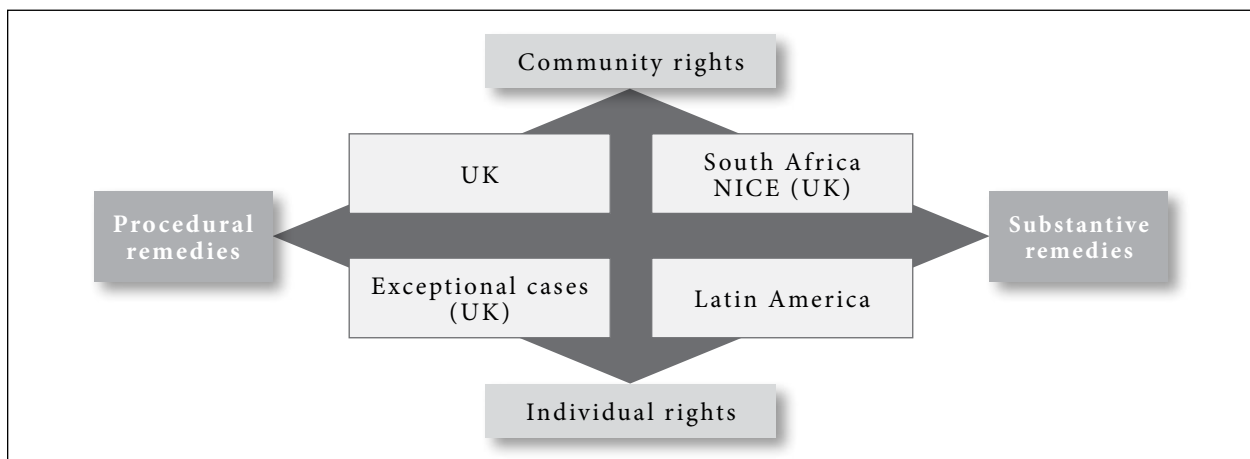 Community rights
UK
South Africa
NICE (UK)
Procedural
remedies
Substantive
remedies
Exceptional cases
(UK)
Latin America
Individual rights